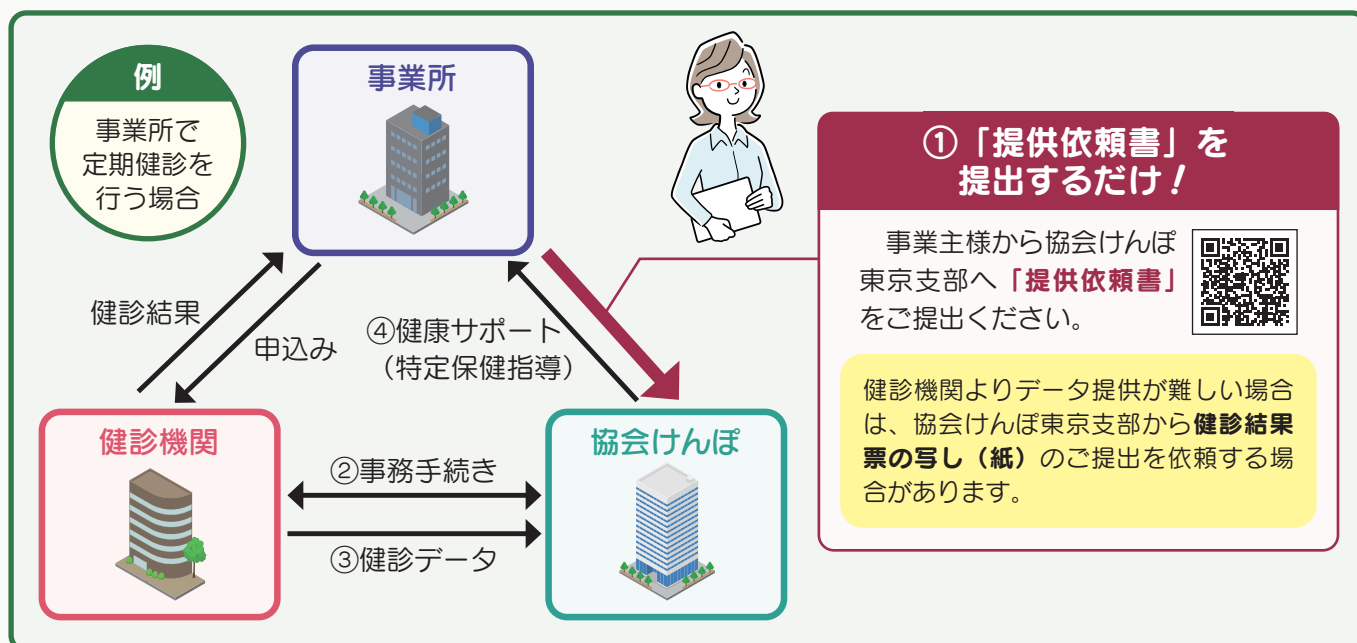 例
事業所で
定期健診を
行う場合
事業所
健診結果
申込み
④健康サポート
(特定保健指導)
健診機関
②事務手続き
③健診データ
協会けんぽ
①「提供依頼書」を
提出するだけ!
事業主様から協会けんぽ
東京支部へ「提供依頼書」
をご提出ください。
健診機関よりデータ提供が難しい場合
は、協会けんぽ東京支部から健診結果
票の写し(紙)のご提出を依頼する場
合があります。